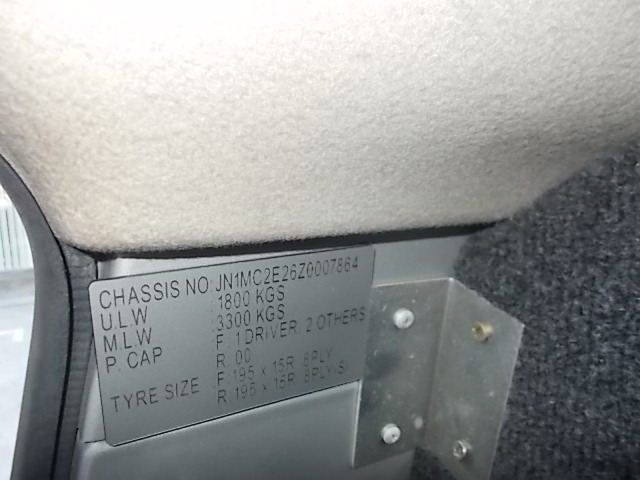 CHASSIS NO: JN1MC2E26Z0007864
U.L.W : 1800 KGS
M.L.W : 3300 KGS
P. CAP F: 1 DRIVER 2 OTHERS
R: 00
TYRE SIZE F: 195 x 15R 8PLY
R: 195 x 15R 8PLY S